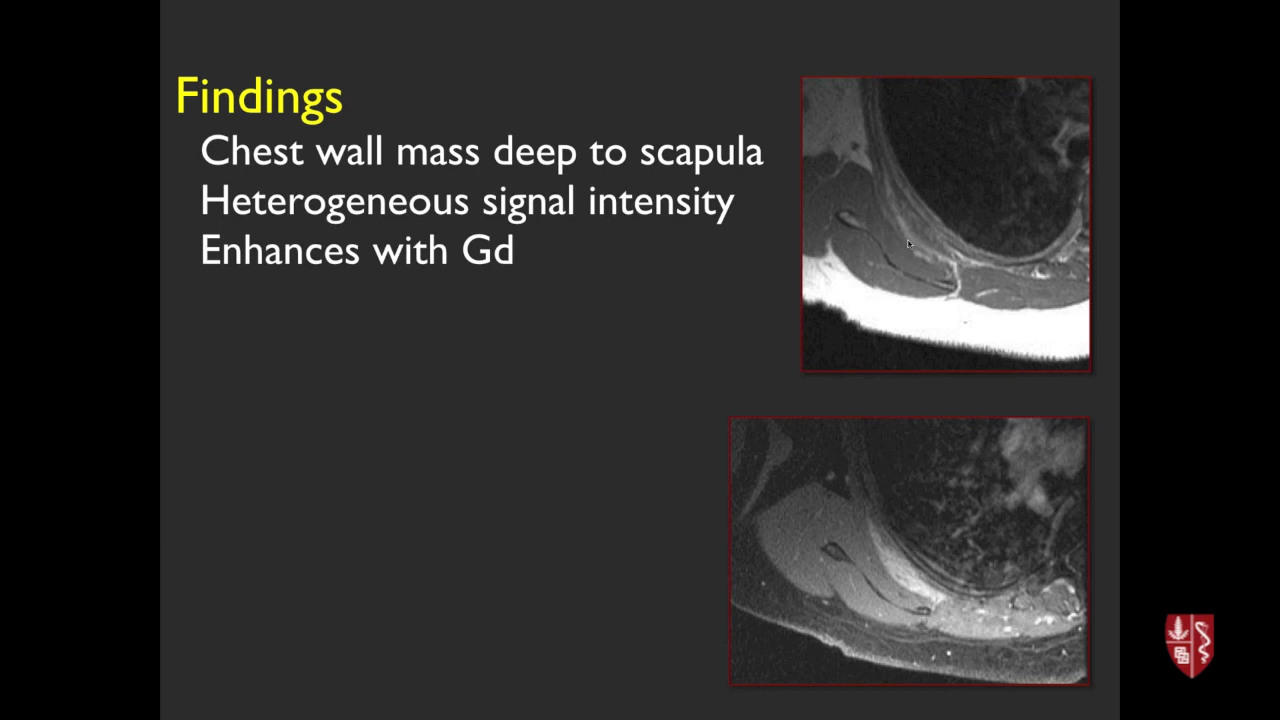 Findings
Chest wall mass deep to scapula
Heterogeneous signal intensity
Enhances with Gd